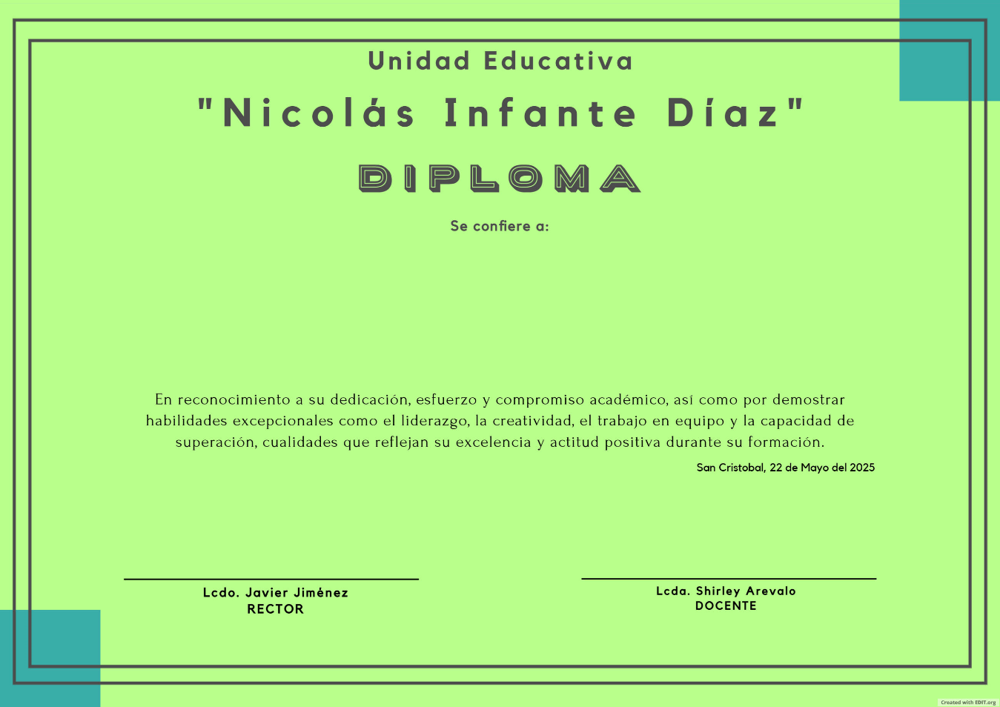 Unidad Educativa
"Nicolás Infante Díaz"
DIPLOMA
Se confiere a:
En reconocimiento a su dedicación, esfuerzo y compromiso académico, así como por demostrar
habilidades excepcionales como el liderazgo, la creatividad, el trabajo en equipo y la capacidad de
superación, cualidades que reflejan su excelencia y actitud positiva durante su formación.
San Cristobal, 22 de Mayo del 2025
Lcdo. Javier Jiménez
RECTOR
Lcda. Shirley Arevalo
DOCENTE
Created with EDIT.org